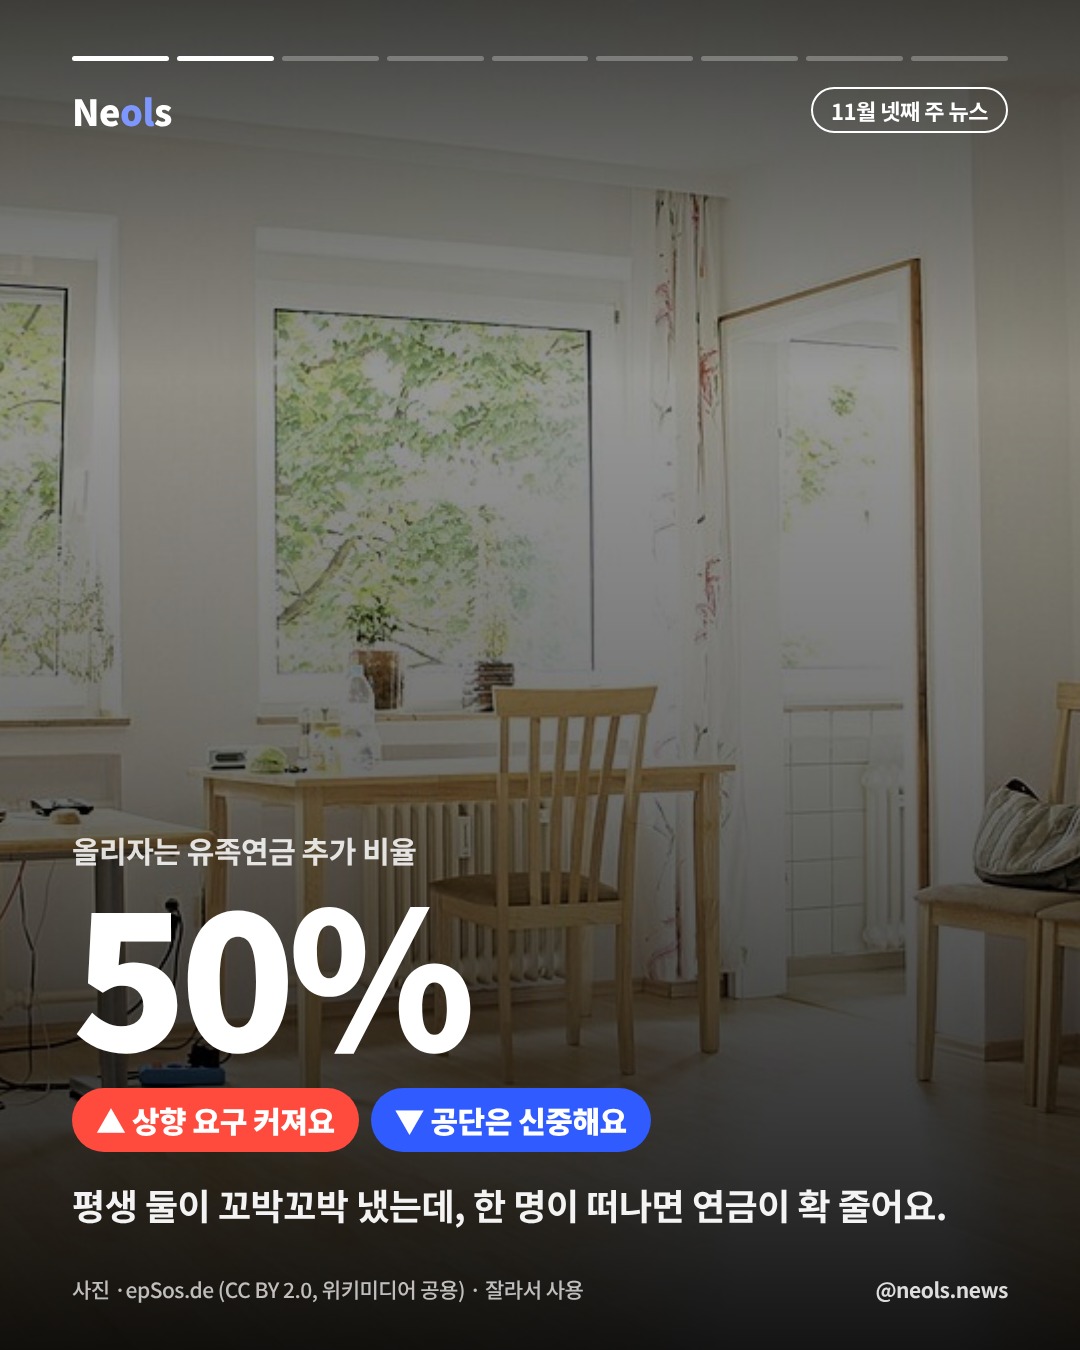 Neols
11월 넷째 주 뉴스
올리자는 유족연금 추가 비율
50%
▲ 상향 요구 커져요
▼ 공단은 신중해요
평생 둘이 꼬박꼬박 냈는데, 한 명이 떠나면 연금이 확 줄어요.
사진 · epSos.de (CC BY 2.0, 위키미디어 공용) · 잘라서 사용
@neols.news